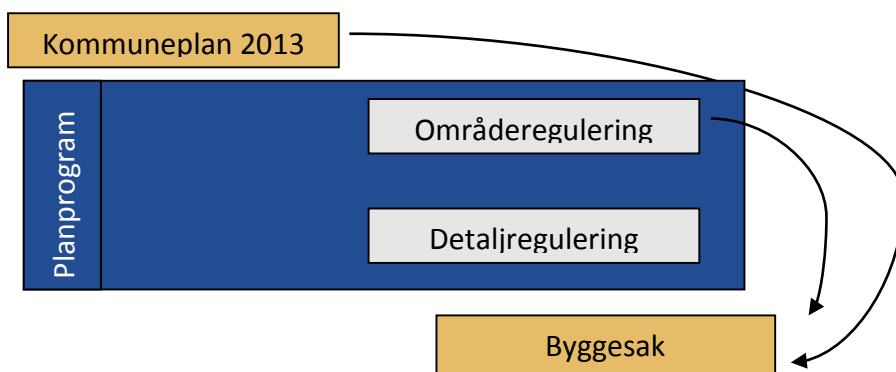 Kommuneplan 2013
Planprogram
Områderegulering
Detaljregulering
Byggesak